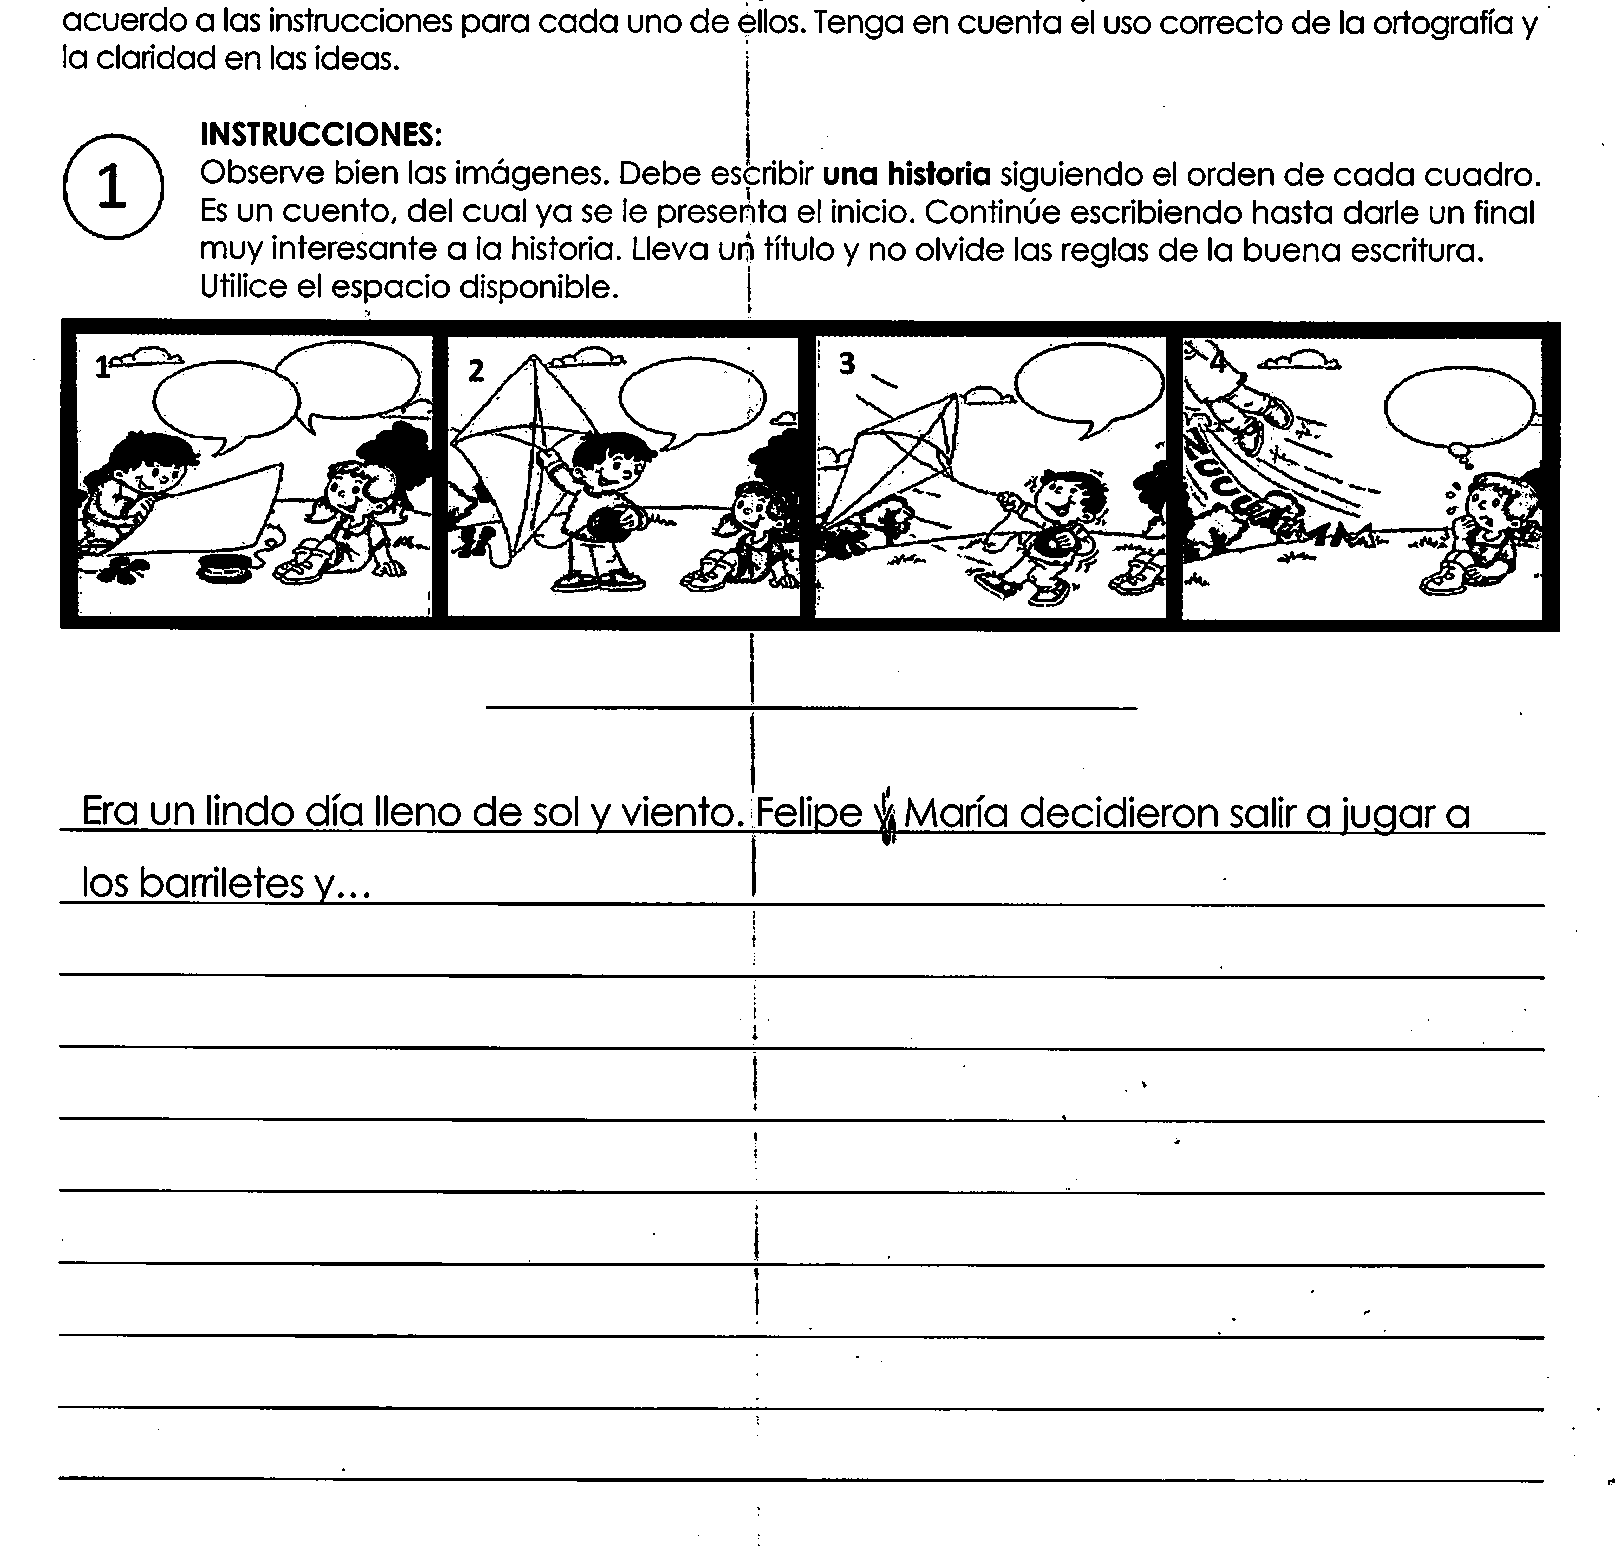 acuerdo a las instrucciones para cada uno de ellos. Tenga en cuenta el uso correcto de la ortografía y
la claridad en las ideas.
1
INSTRUCCIONES:
Observe bien las imágenes. Debe escribir una historia siguiendo el orden de cada cuadro.
Es un cuento, del cual ya se le presenta el inicio. Continúe escribiendo hasta darle un final
muy interesante a la historia. Lleva un título y no olvide las reglas de la buena escritura.
Utilice el espacio disponible.
1
2
3
4
Era un lindo día lleno de sol y viento. Felipe y María decidieron salir a jugar a
los barriletes y...